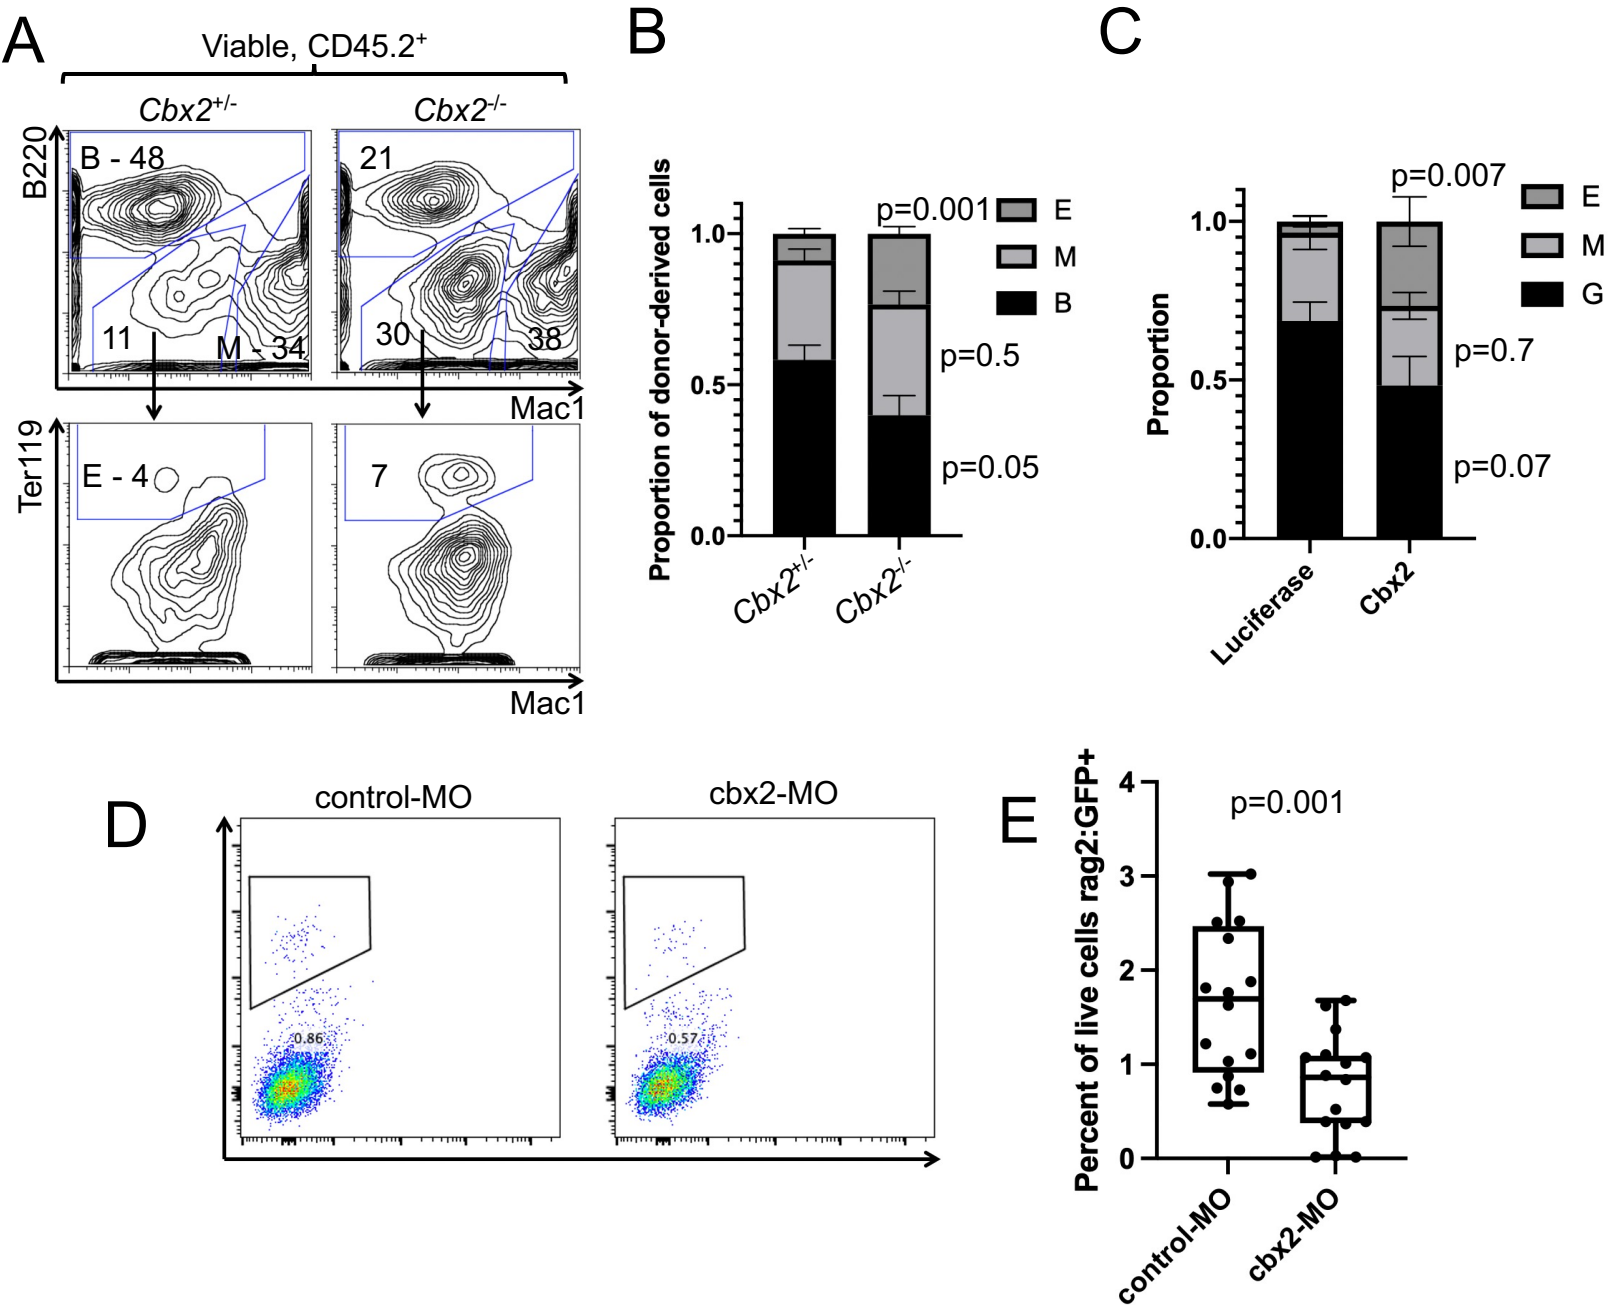 A
Viable, CD45.2+
Cbx2+/-
Cbx2-/-
B220
B - 48
11
M - 34
21
30
38
Mac1
Ter119
E - 4
7
Mac1
B
Proportion of donor-derived cells
1.0
0.5
0.0
p=0.001
E
M
B
p=0.5
p=0.05
Cbx2+/-
Cbx2-/-
C
Proportion
1.0
0.5
0.0
p=0.007
E
M
G
p=0.7
p=0.07
Luciferase
Cbx2
D
control-MO
cbx2-MO
0.86
0.57
E
Percent of live cells rag2:GFP+
4
3
2
1
0
p=0.001
control-MO
cbx2-MO